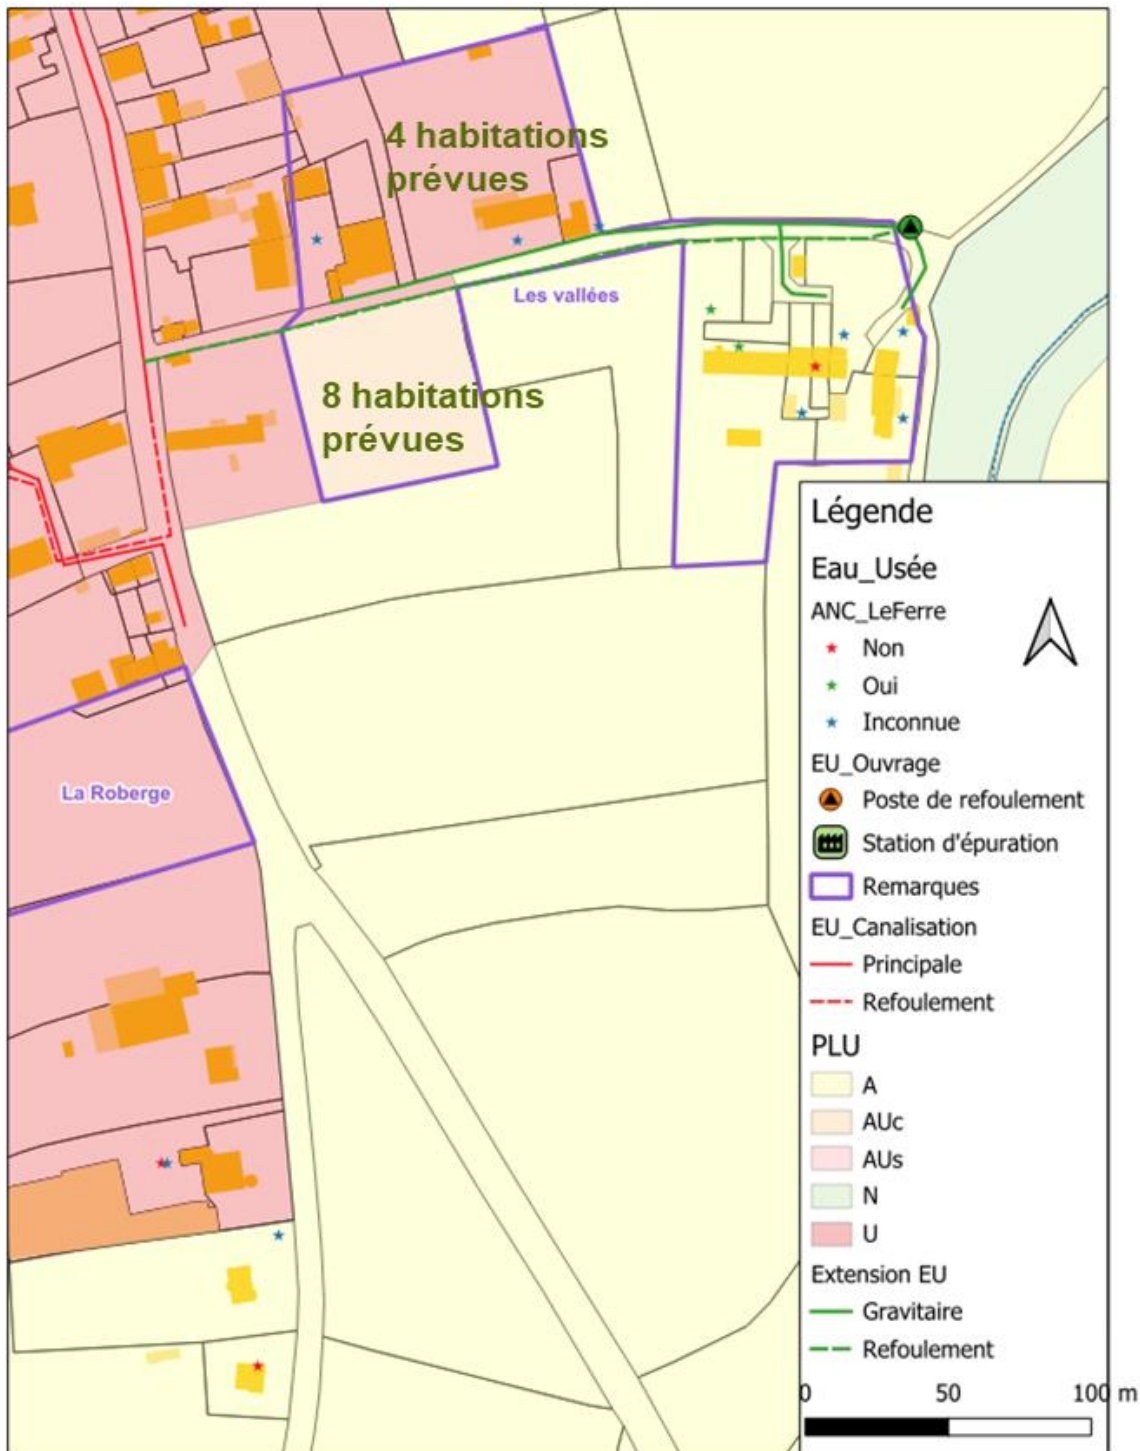 4 habitations
prévues
Les vallées
8 habitations
prévues
La Roberge
Légende
Eau_Usée
ANC_LeFerre
Non
Oui
Inconnue
EU_Ouvrage
Poste de refoulement
Station d'épuration
Remarques
EU_Canalisation
Principale
Refoulement
PLU
A
AUc
AUs
N
U
Extension EU
Gravitaire
Refoulement
0 50 100 m